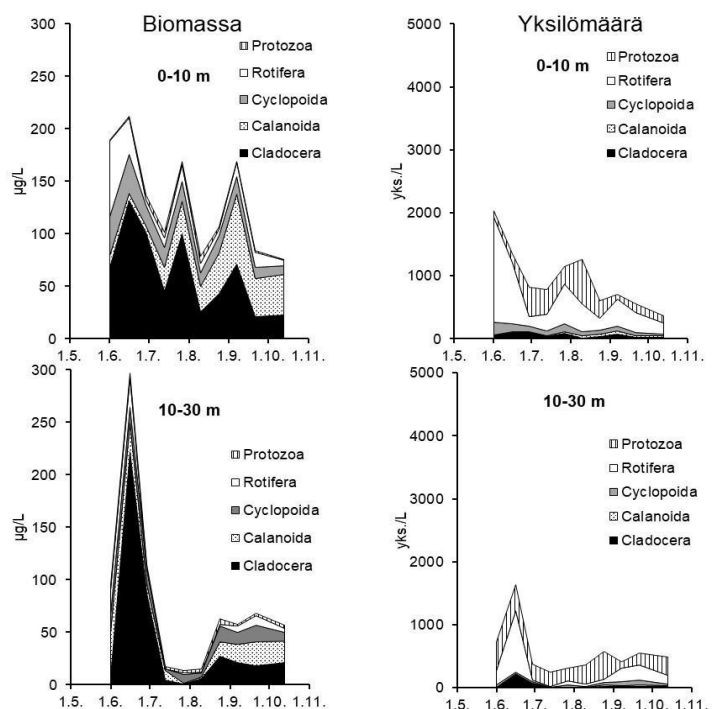 Biomassa
300
250
200
150
100
50
0
µg/L
0-10 m
Protozoa
Rotifera
Cyclopoida
Calanoida
Cladocera
1.5. 1.6. 1.7. 1.8. 1.9. 1.10. 1.11.
Yksilömäärä
5000
4000
3000
2000
1000
0
yks./L
0-10 m
Protozoa
Rotifera
Cyclopoida
Calanoida
Cladocera
1.5. 1.6. 1.7. 1.8. 1.9. 1.10. 1.11.
300
250
200
150
100
50
0
µg/L
10-30 m
Protozoa
Rotifera
Cyclopoida
Calanoida
Cladocera
1.5. 1.6. 1.7. 1.8. 1.9. 1.10. 1.11.
5000
4000
3000
2000
1000
0
yks./L
10-30 m
Protozoa
Rotifera
Cyclopoida
Calanoida
Cladocera
1.5. 1.6. 1.7. 1.8. 1.9. 1.10. 1.11.